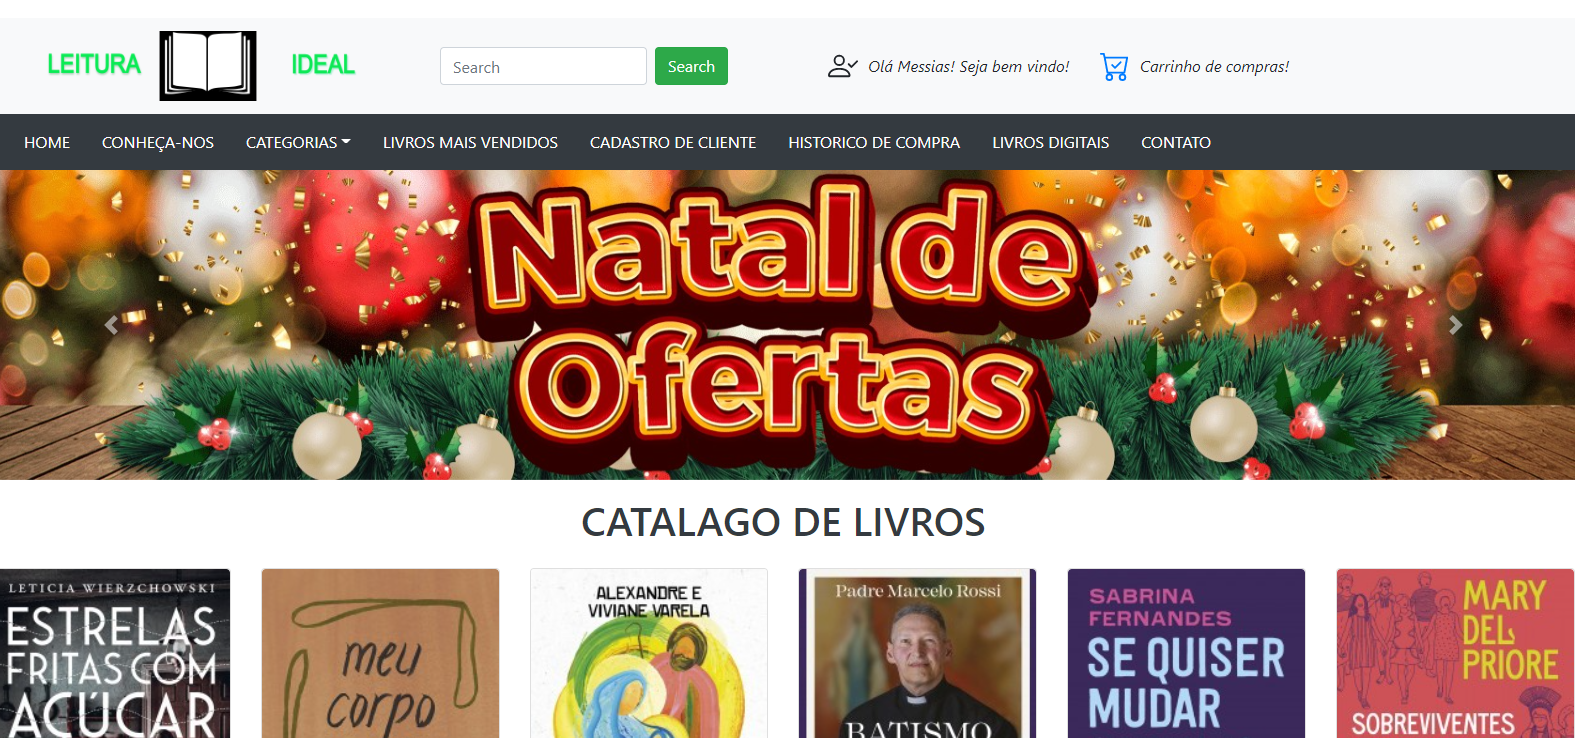 LEITURA IDEAL
Search Search
Olá Messias! Seja bem vindo! Carrinho de compras!
HOME CONHEÇA-NOS CATEGORIAS LIVROS MAIS VENDIDOS CADASTRO DE CLIENTE HISTORICO DE COMPRA LIVROS DIGITAIS CONTATO
Natal de
Ofertas
CATALAGO DE LIVROS
LETICIA WIERZCHOWSKI
ESTRELAS
FRITAS COM
AÇÚCAR
meu
corpo
ALEXANDRE E
VIVIANE VARELA
Padre Marcelo Rossi
BATISMO
SABRINA
FERNANDES
SE QUISER
MUDAR
MARY
DEL
PRIORE
SOBREVIVENTES